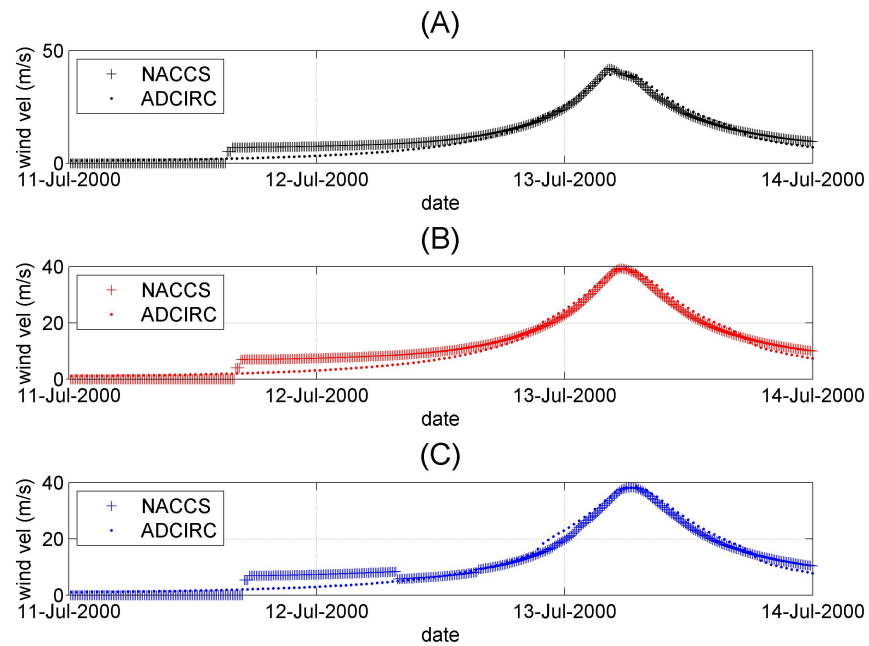 (A)
wind vel (m/s)
50
0
NACCS
ADCIRC
11-Jul-2000 12-Jul-2000 13-Jul-2000 14-Jul-2000
date
(B)
wind vel (m/s)
40
20
0
NACCS
ADCIRC
11-Jul-2000 12-Jul-2000 13-Jul-2000 14-Jul-2000
date
(C)
wind vel (m/s)
40
20
0
NACCS
ADCIRC
11-Jul-2000 12-Jul-2000 13-Jul-2000 14-Jul-2000
date